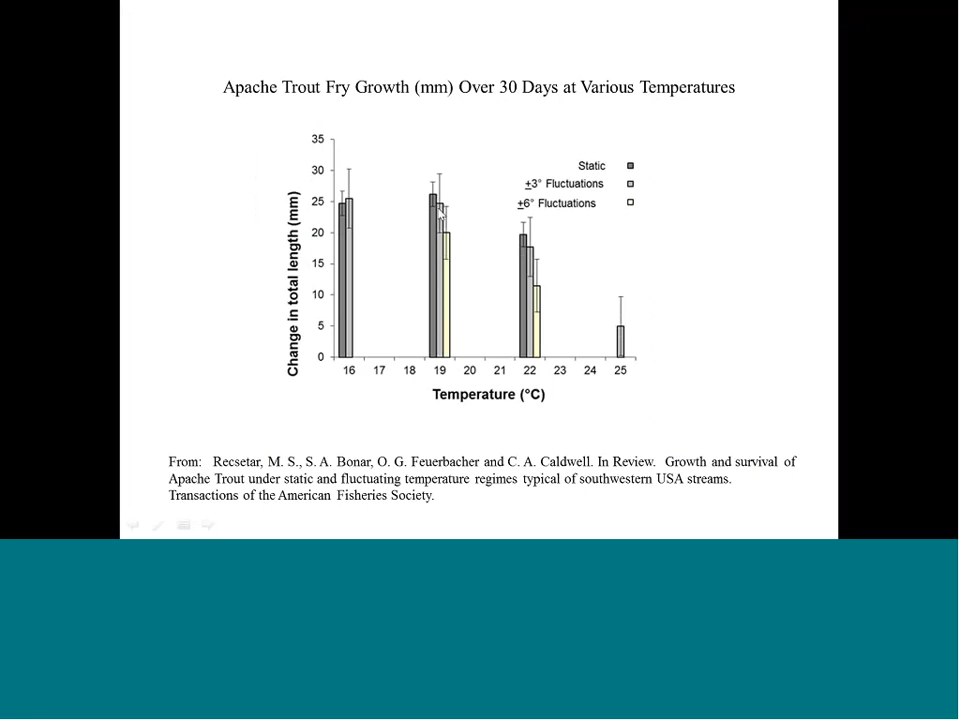 Apache Trout Fry Growth (mm) Over 30 Days at Various Temperatures
35
30
25
20
15
10
5
0
Change in total length (mm)
Static
+3° Fluctuations
+6° Fluctuations
16 17 18 19 20 21 22 23 24 25
Temperature (°C)
From: Recsetar, M. S., S. A. Bonar, O. G. Feuerbacher and C. A. Caldwell. In Review. Growth and survival of
Apache Trout under static and fluctuating temperature regimes typical of southwestern USA streams.
Transactions of the American Fisheries Society.